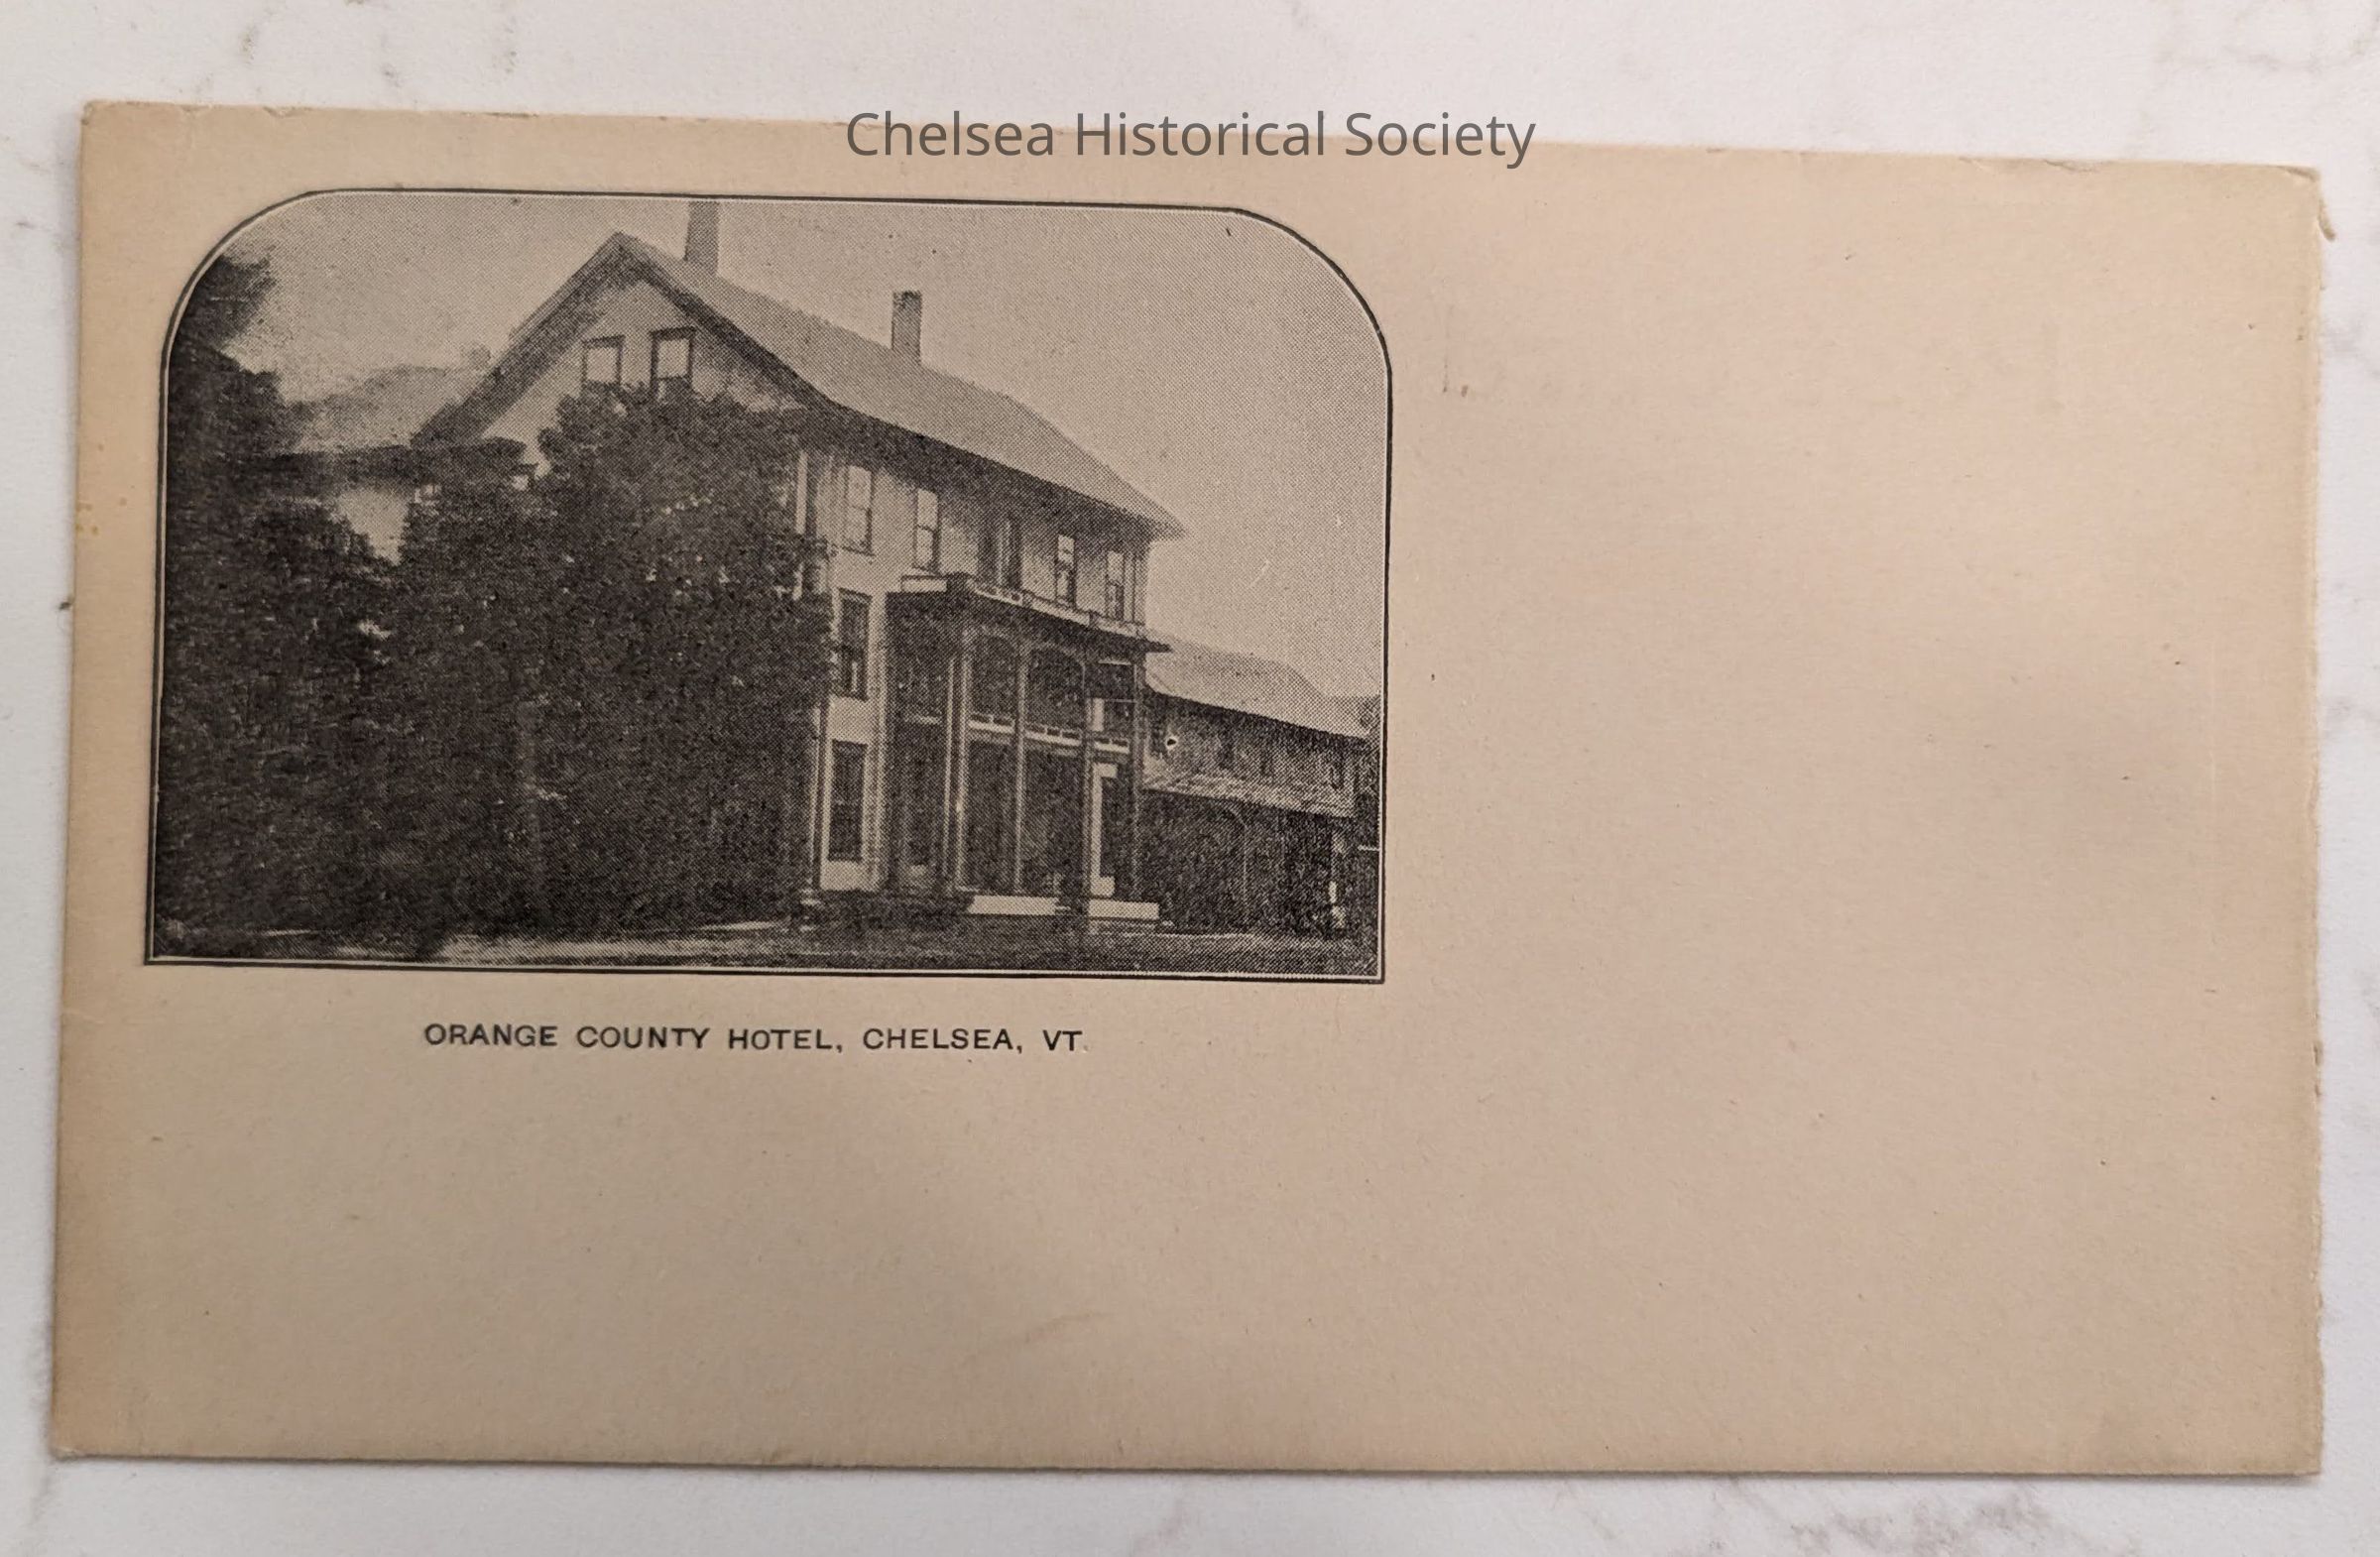 Chelsea Historical Society
ORANGE COUNTY HOTEL, CHELSEA, VT.